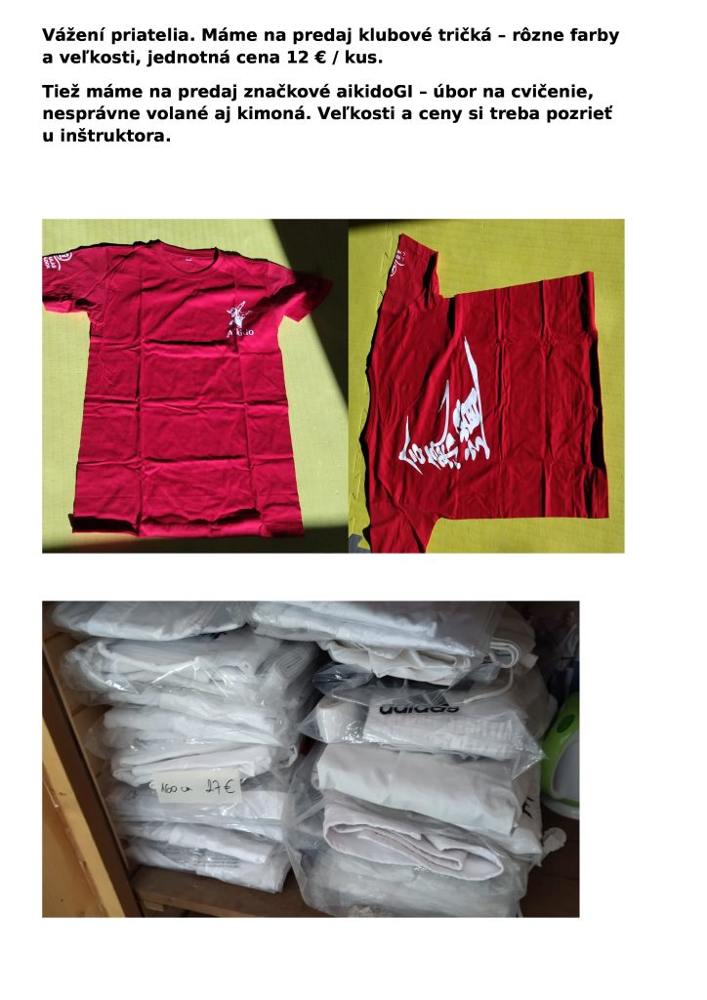 Vážení priatelia. Máme na predaj klubové tričká – rôzne farby
a veľkosti, jednotná cena 12 € / kus.
Tiež máme na predaj značkové aikidoGI – úbor na cvičenie,
nesprávne volané aj kimoná. Veľkosti a ceny si treba pozrieť
u inštruktora.
Aikido
adidas
160 cm 27 €